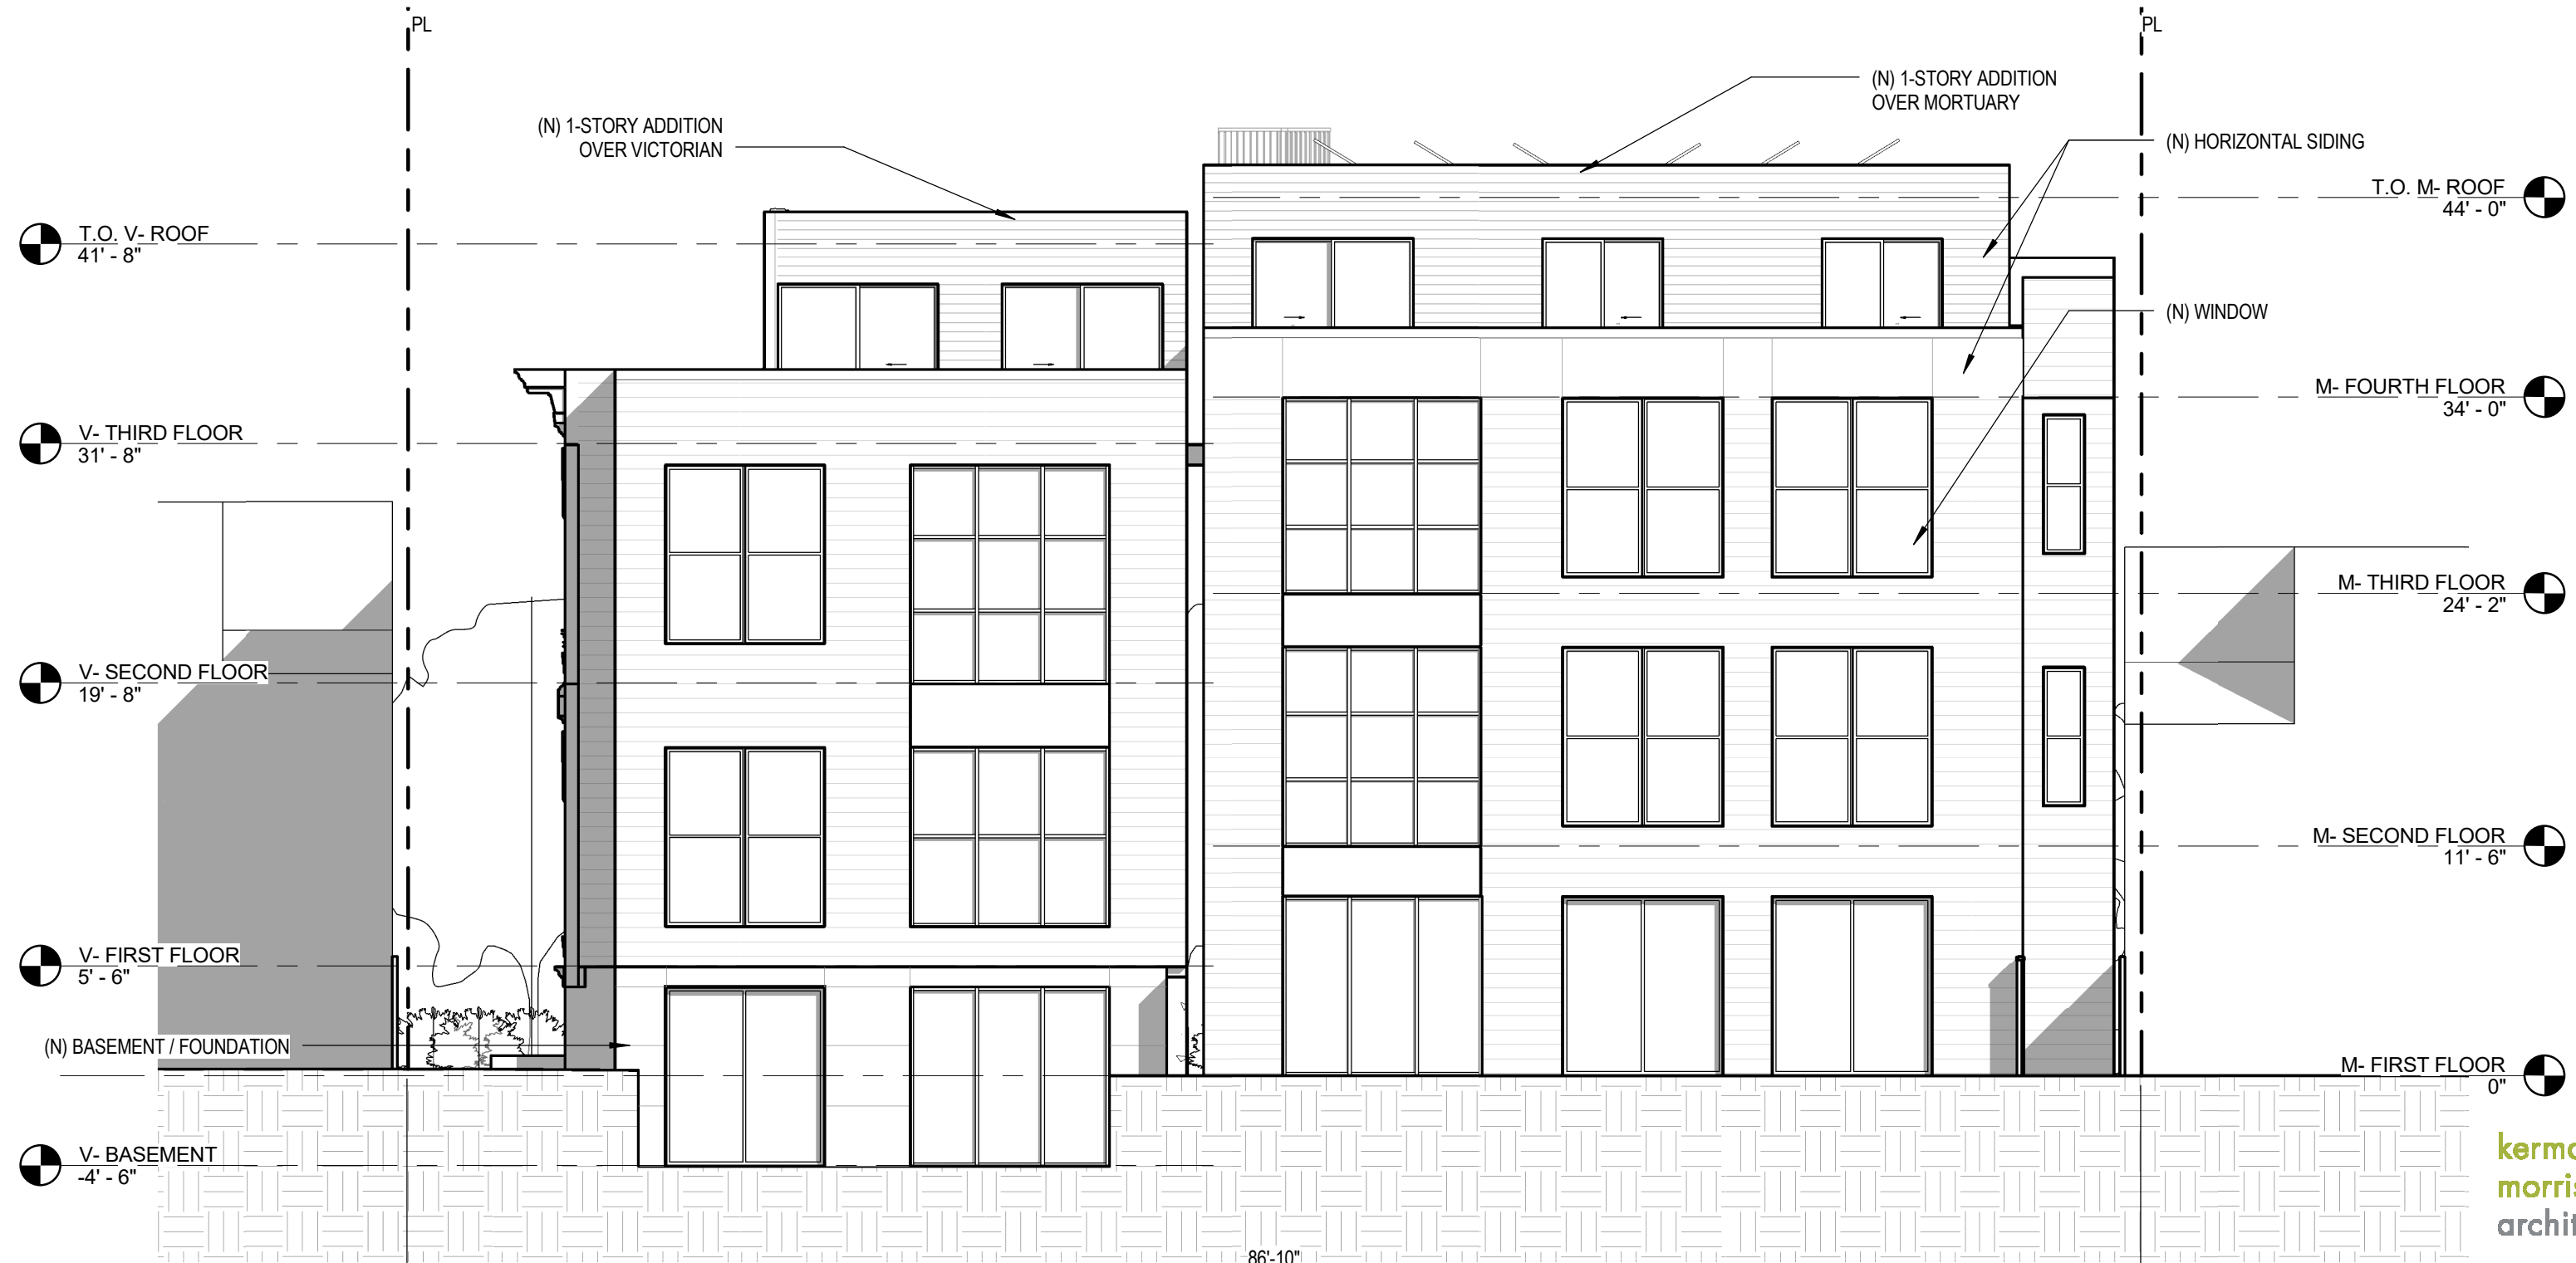 PL
PL
(N) 1-STORY ADDITION
OVER MORTUARY
(N) 1-STORY ADDITION
OVER VICTORIAN
(N) HORIZONTAL SIDING
T.O. M- ROOF
44' - 0"
T.O. V- ROOF
41' - 8"
(N) WINDOW
M- FOURTH FLOOR
34' - 0"
V- THIRD FLOOR
31' - 8"
M- THIRD FLOOR
24' - 2"
V- SECOND FLOOR
19' - 8"
M- SECOND FLOOR
11' - 6"
V- FIRST FLOOR
5' - 6"
(N) BASEMENT / FOUNDATION
M- FIRST FLOOR
0"
V- BASEMENT
-4' - 6"
86'-10"